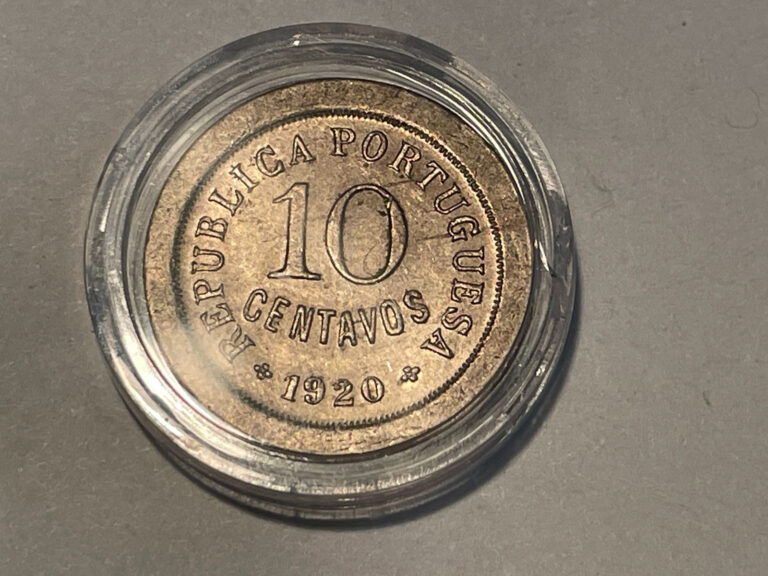 REPUBLICA PORTUGUESA
10
CENTAVOS
1920